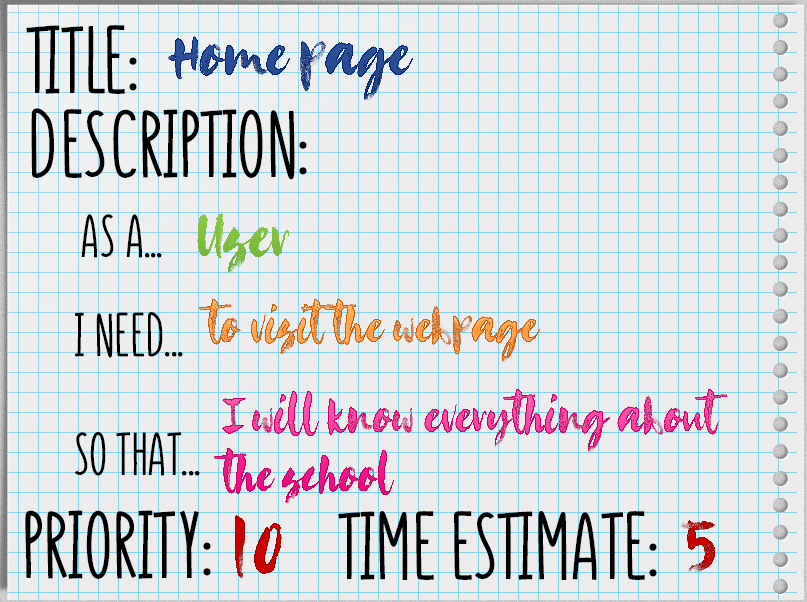 TITLE: Home page
DESCRIPTION:
AS A... User
I NEED... to visit the webpage
I will know everything about
SO THAT...
the school
PRIORITY: 10 TIME ESTIMATE: 5